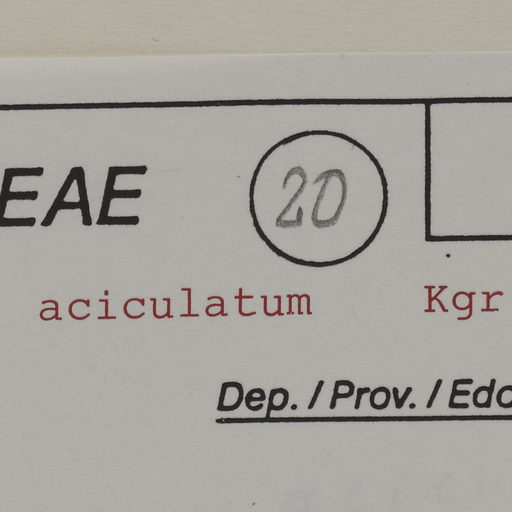 EAE 20
aciculatum Kgr
Dep. / Prov. / Edo